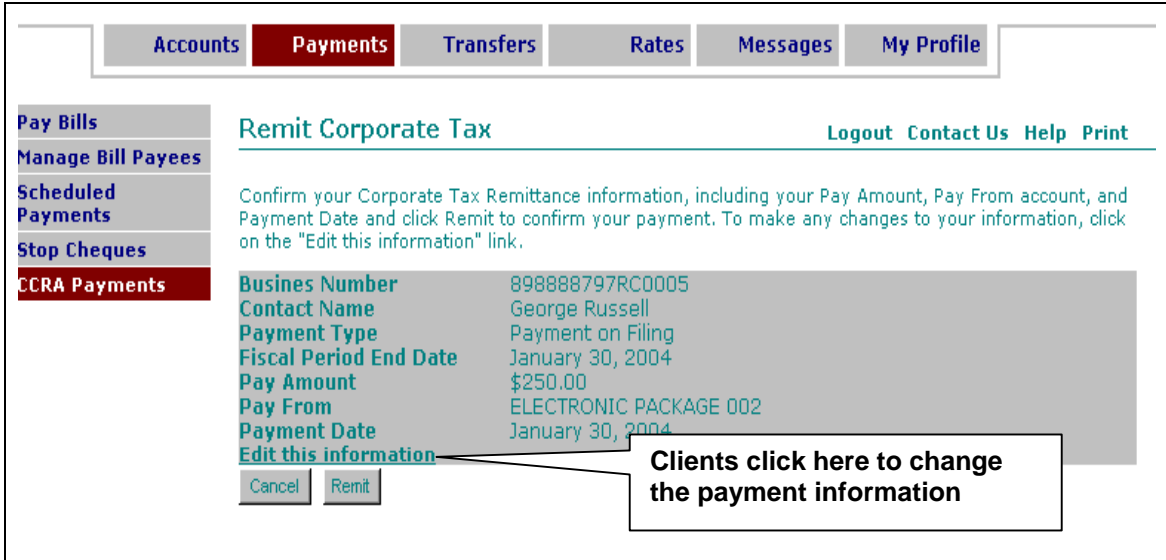 Accounts Payments Transfers Rates Messages My Profile
Pay Bills
Manage Bill Payees
Scheduled
Payments
Stop Cheques
CCRA Payments
Remit Corporate Tax
Logout Contact Us Help Print
Confirm your Corporate Tax Remittance information, including your Pay Amount, Pay From account, and
Payment Date and click Remit to confirm your payment. To make any changes to your information, click
on the "Edit this information" link.
Busines Number 898888797RC0005
Contact Name George Russell
Payment Type Payment on Filing
Fiscal Period End Date January 30, 2004
Pay Amount $250.00
Pay From ELECTRONIC PACKAGE 002
Payment Date January 30, 2004
Edit this information
Cancel Remit
Clients click here to change
the payment information